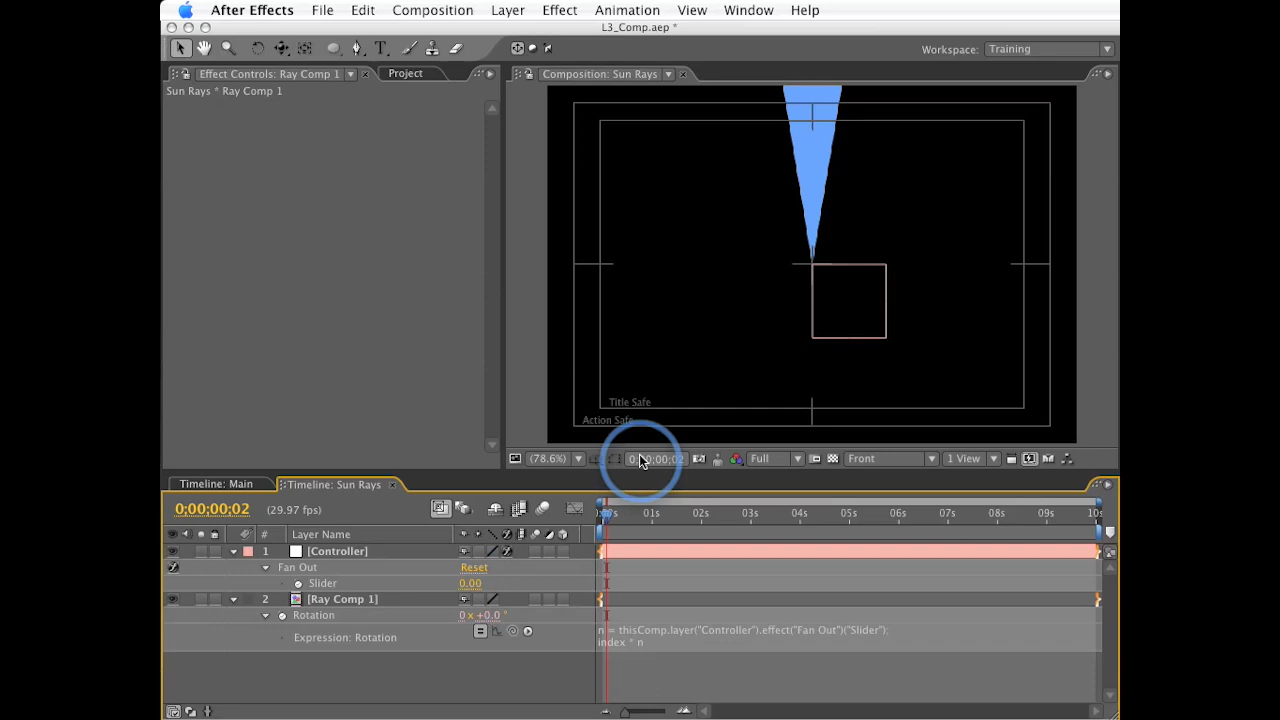 After Effects File Edit Composition Layer Effect Animation View Window Help
L3_Comp.aep *
Workspace: Training
Effect Controls: Ray Comp 1 Project Composition: Sun Rays
Sun Rays * Ray Comp 1
Title Safe
Action Safe
(78.6%) 0;00;00;02 Full Front 1 View
Timeline: Main Timeline: Sun Rays
0;00;00;02 (29.97 fps)
01s 02s 03s 04s 05s 06s 07s 08s 09s 10s
# Layer Name
1 [Controller]
Fan Out Reset
Slider 0.00
2 [Ray Comp 1]
Rotation 0 x +0.0 °
Expression: Rotation
n = thisComp.layer("Controller").effect("Fan Out")("Slider");
index * n